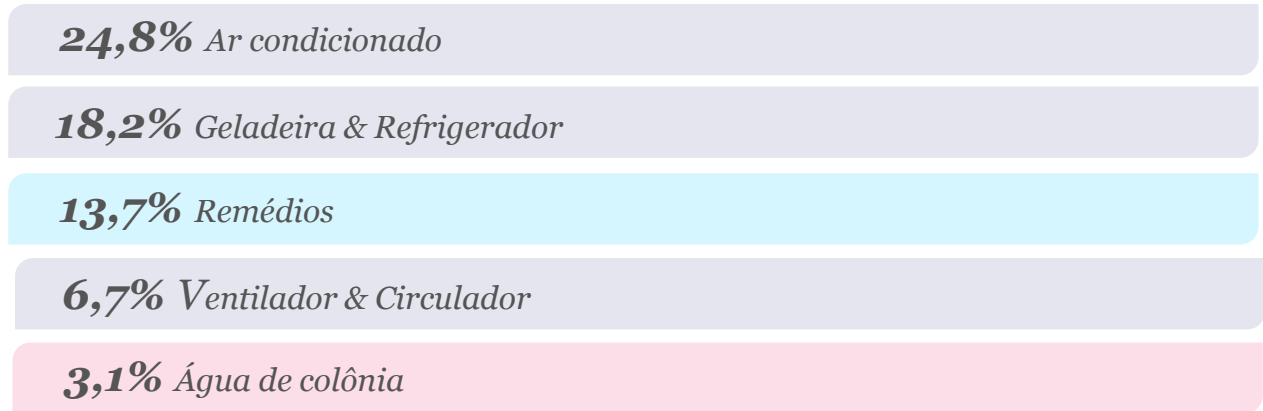 24,8% Ar condicionado
18,2% Geladeira & Refrigerador
13,7% Remédios
6,7% Ventilador & Circulador
3,1% Água de colônia